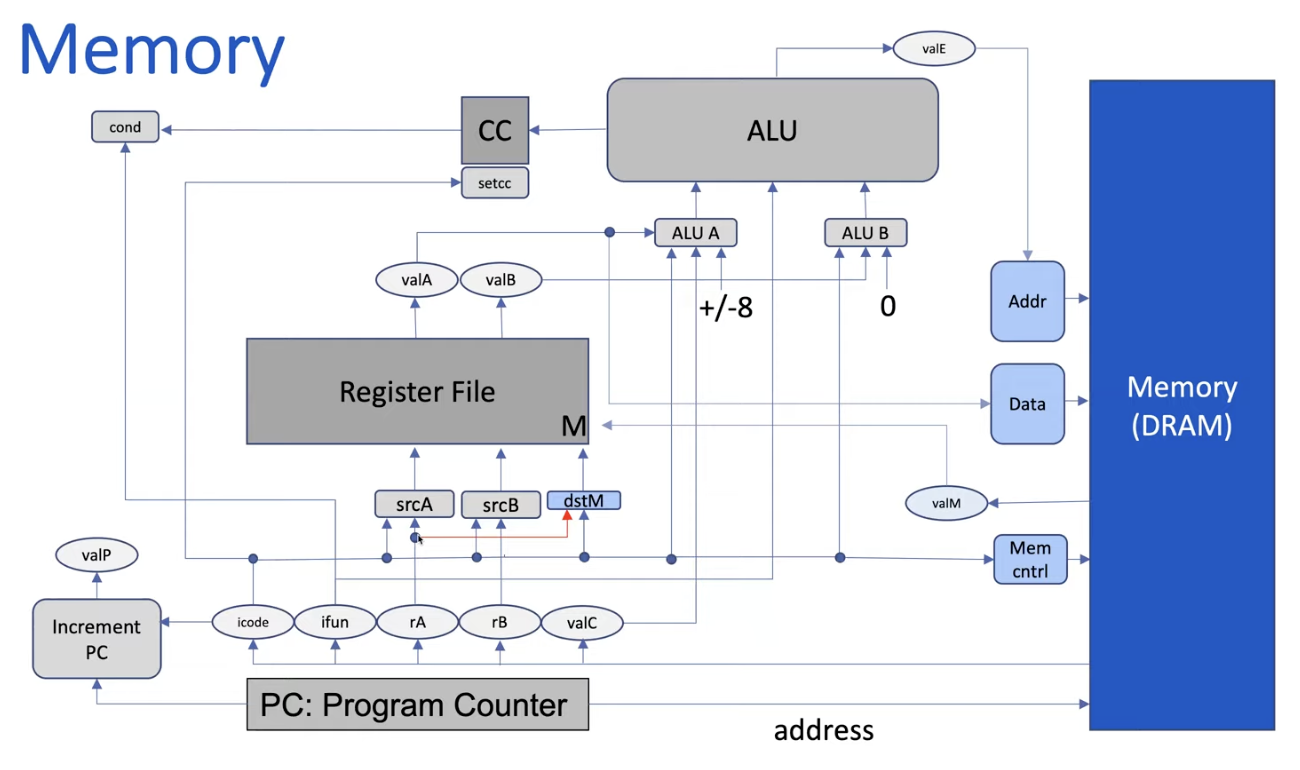 Memory
valE
cond
CC
ALU
setcc
ALU A
ALU B
valA
valB
+/-8
0
Addr
Register File
M
Data
Memory
(DRAM)
srcA
srcB
dstM
valM
valP
Mem
cntrl
Increment
PC
icode
ifun
rA
rB
valC
PC: Program Counter
address